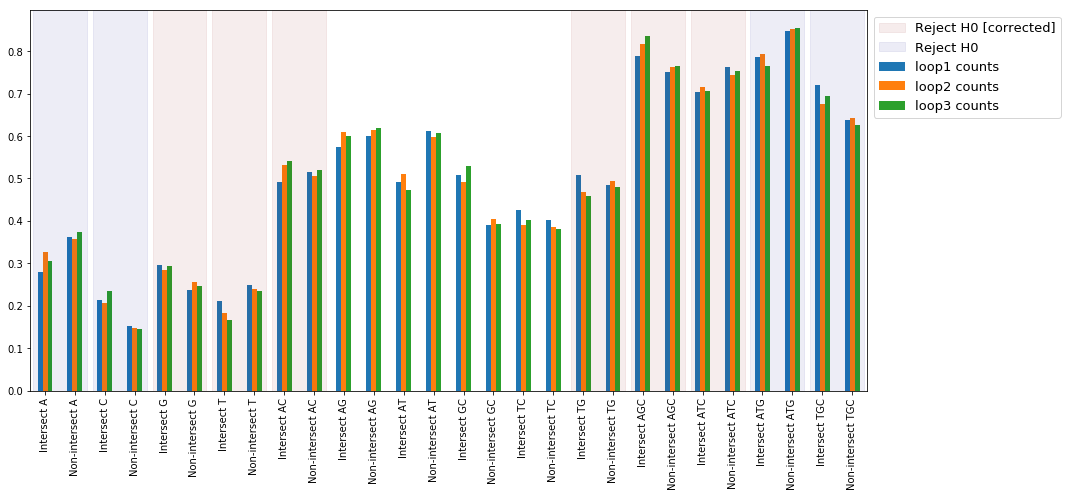 0.8
0.7
0.6
0.5
0.4
0.3
0.2
0.1
0.0
Reject H0 [corrected]
Reject H0
loop1 counts
loop2 counts
loop3 counts
Intersect A
Non-intersect A
Intersect C
Non-intersect C
Intersect G
Non-intersect G
Intersect T
Non-intersect T
Intersect AC
Non-intersect AC
Intersect AG
Non-intersect AG
Intersect AT
Non-intersect AT
Intersect GC
Non-intersect GC
Intersect TC
Non-intersect TC
Intersect TG
Non-intersect TG
Intersect AGC
Non-intersect AGC
Intersect ATC
Non-intersect ATC
Intersect ATG
Non-intersect ATG
Intersect TGC
Non-intersect TGC